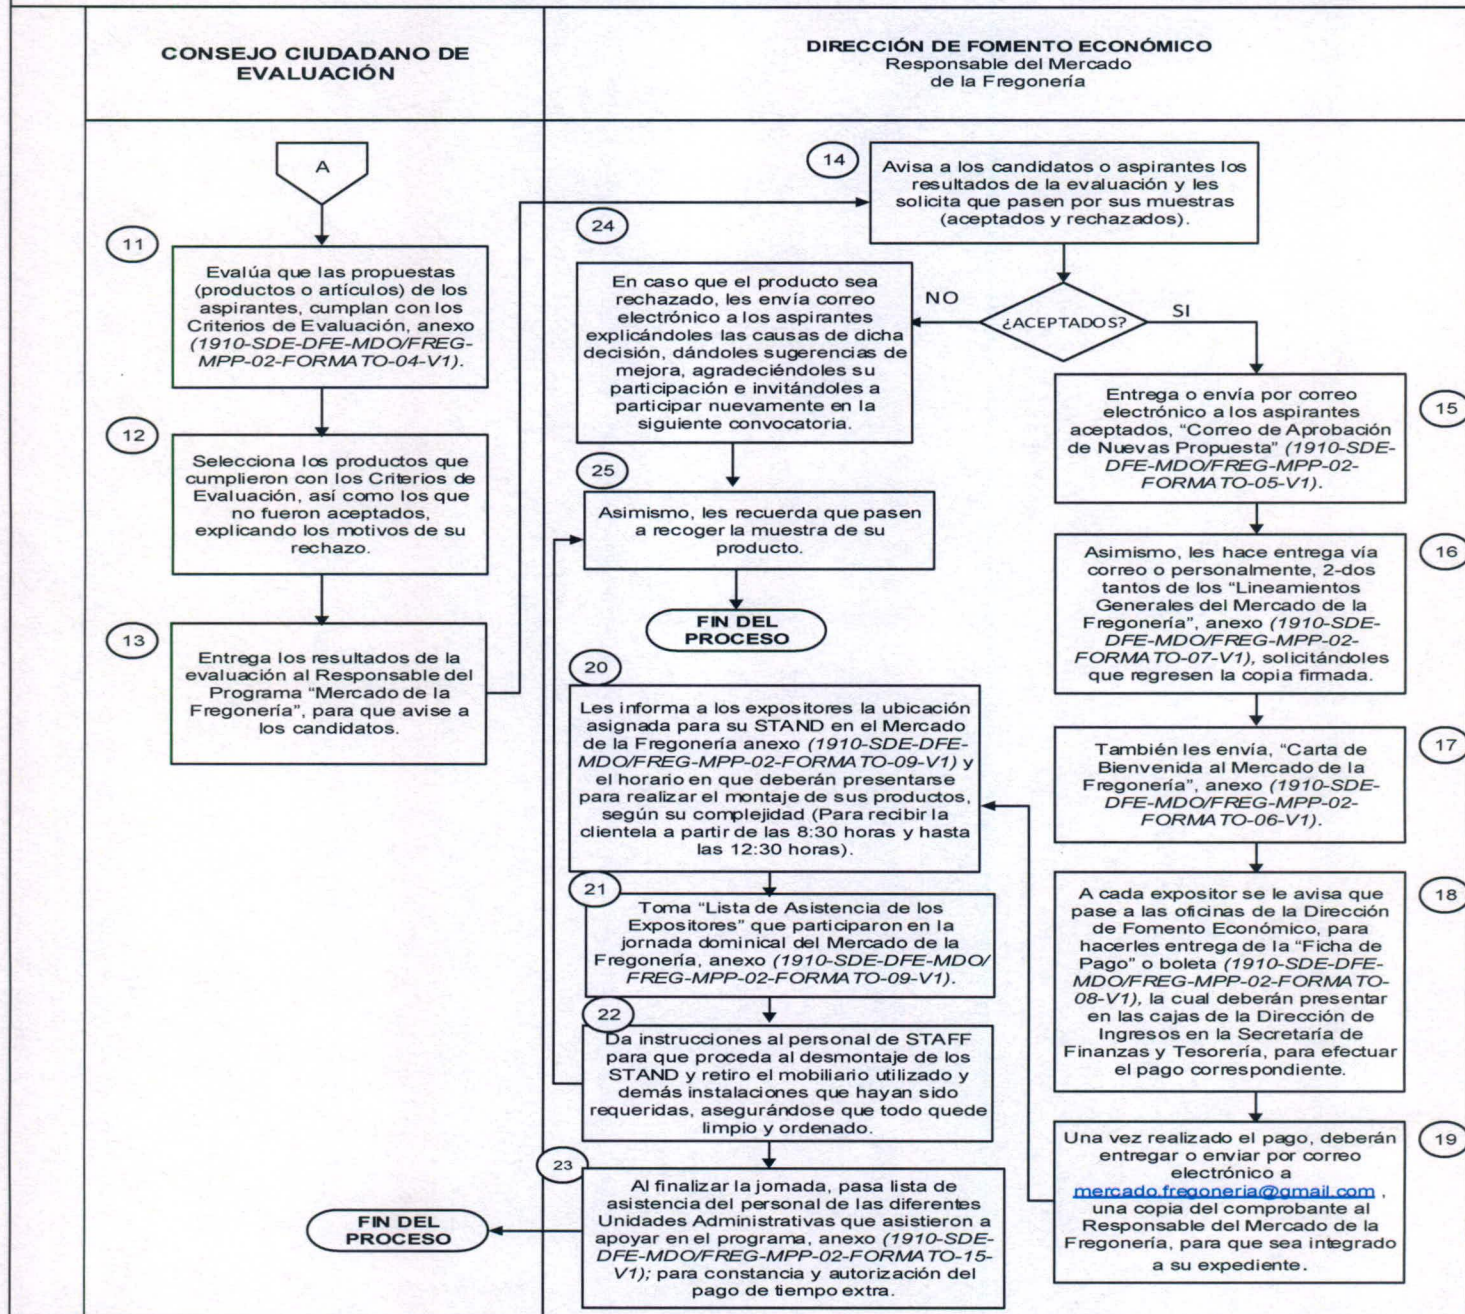 CONSEJO CIUDADANO DE
EVALUACIÓN
DIRECCIÓN DE FOMENTO ECONÓMICO
Responsable del Mercado
de la Fregonería
A
11
Evalúa que las propuestas
(productos o artículos) de los
aspirantes, cumplan con los
Criterios de Evaluación, anexo
(1910-SDE-DFE-MDO/FREG-
MPP-02-FORMATO-04-V1).
12
Selecciona los productos que
cumplieron con los Criterios de
Evaluación, así como los que
no fueron aceptados,
explicando los motivos de su
rechazo.
13
Entrega los resultados de la
evaluación al Responsable del
Programa “Mercado de la
Fregonería”, para que avise a
los candidatos.
14
Avisa a los candidatos o aspirantes los
resultados de la evaluación y les
solicita que pasen por sus muestras
(aceptados y rechazados).
¿ACEPTADOS?
NO
SI
15
Entrega o envía por correo
electrónico a los aspirantes
aceptados, “Correo de Aprobación
de Nuevas Propuesta” (1910-SDE-
DFE-MDO/FREG-MPP-02-
FORMATO-05-V1).
16
Asimismo, les hace entrega vía
correo o personalmente, 2-dos
tantos de los “Lineamientos
Generales del Mercado de la
Fregonería”, anexo (1910-SDE-
DFE-MDO/FREG-MPP-02-
FORMATO-07-V1), solicitándoles
que regresen la copia firmada.
17
También les envía, “Carta de
Bienvenida al Mercado de la
Fregonería”, anexo (1910-SDE-
DFE-MDO/FREG-MPP-02-
FORMATO-06-V1).
18
A cada expositor se le avisa que
pase a las oficinas de la Dirección
de Fomento Económico, para
hacerles entrega de la “Ficha de
Pago” o boleta (1910-SDE-DFE-
MDO/FREG-MPP-02-FORMATO-
08-V1), la cual deberán presentar
en las cajas de la Dirección de
Ingresos en la Secretaría de
Finanzas y Tesorería, para efectuar
el pago correspondiente.
19
Una vez realizado el pago, deberán
entregar o enviar por correo
electrónico a
mercado.fregoneria@gmail.com ,
una copia del comprobante al
Responsable del Mercado de la
Fregonería, para que sea integrado
a su expediente.
20
Les informa a los expositores la ubicación
asignada para su STAND en el Mercado
de la Fregonería anexo (1910-SDE-DFE-
MDO/FREG-MPP-02-FORMATO-09-V1) y
el horario en que deberán presentarse
para realizar el montaje de sus productos,
según su complejidad (Para recibir la
clientela a partir de las 8:30 horas y hasta
las 12:30 horas).
21
Toma “Lista de Asistencia de los
Expositores” que participaron en la
jornada dominical del Mercado de la
Fregonería, anexo (1910-SDE-DFE-MDO/
FREG-MPP-02-FORMATO-09-V1).
22
Da instrucciones al personal de STAFF
para que proceda al desmontaje de los
STAND y retiro el mobiliario utilizado y
demás instalaciones que hayan sido
requeridas, asegurándose que todo quede
limpio y ordenado.
23
Al finalizar la jornada, pasa lista de
asistencia del personal de las diferentes
Unidades Administrativas que asistieron a
apoyar en el programa, anexo (1910-SDE-
DFE-MDO/FREG-MPP-02-FORMATO-15-
V1); para constancia y autorización del
pago de tiempo extra.
FIN DEL
PROCESO
24
En caso que el producto sea
rechazado, les envía correo
electrónico a los aspirantes
explicándoles las causas de dicha
decisión, dándoles sugerencias de
mejora, agradeciéndoles su
participación e invitándoles a
participar nuevamente en la
siguiente convocatoria.
25
Asimismo, les recuerda que pasen
a recoger la muestra de su
producto.
FIN DEL
PROCESO